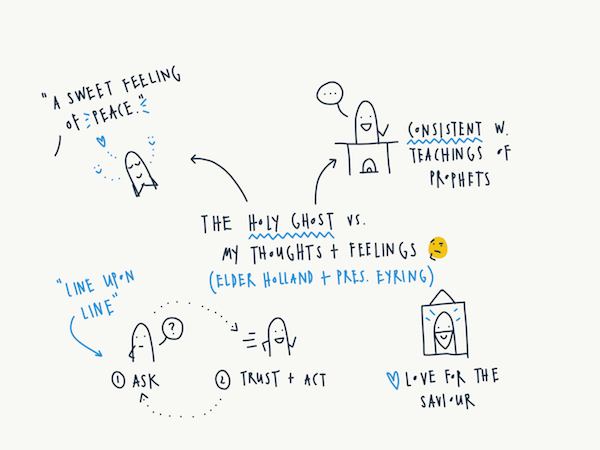 "A SWEET FEELING
OF PEACE."
...
CONSISTENT W.
TEACHINGS OF
PROPHETS
THE HOLY GHOST VS.
MY THOUGHTS + FEELINGS
(ELDER HOLLAND + PRES. EYRING)
"LINE UPON
LINE"
?
① ASK
② TRUST + ACT
LOVE FOR THE
SAVIOUR